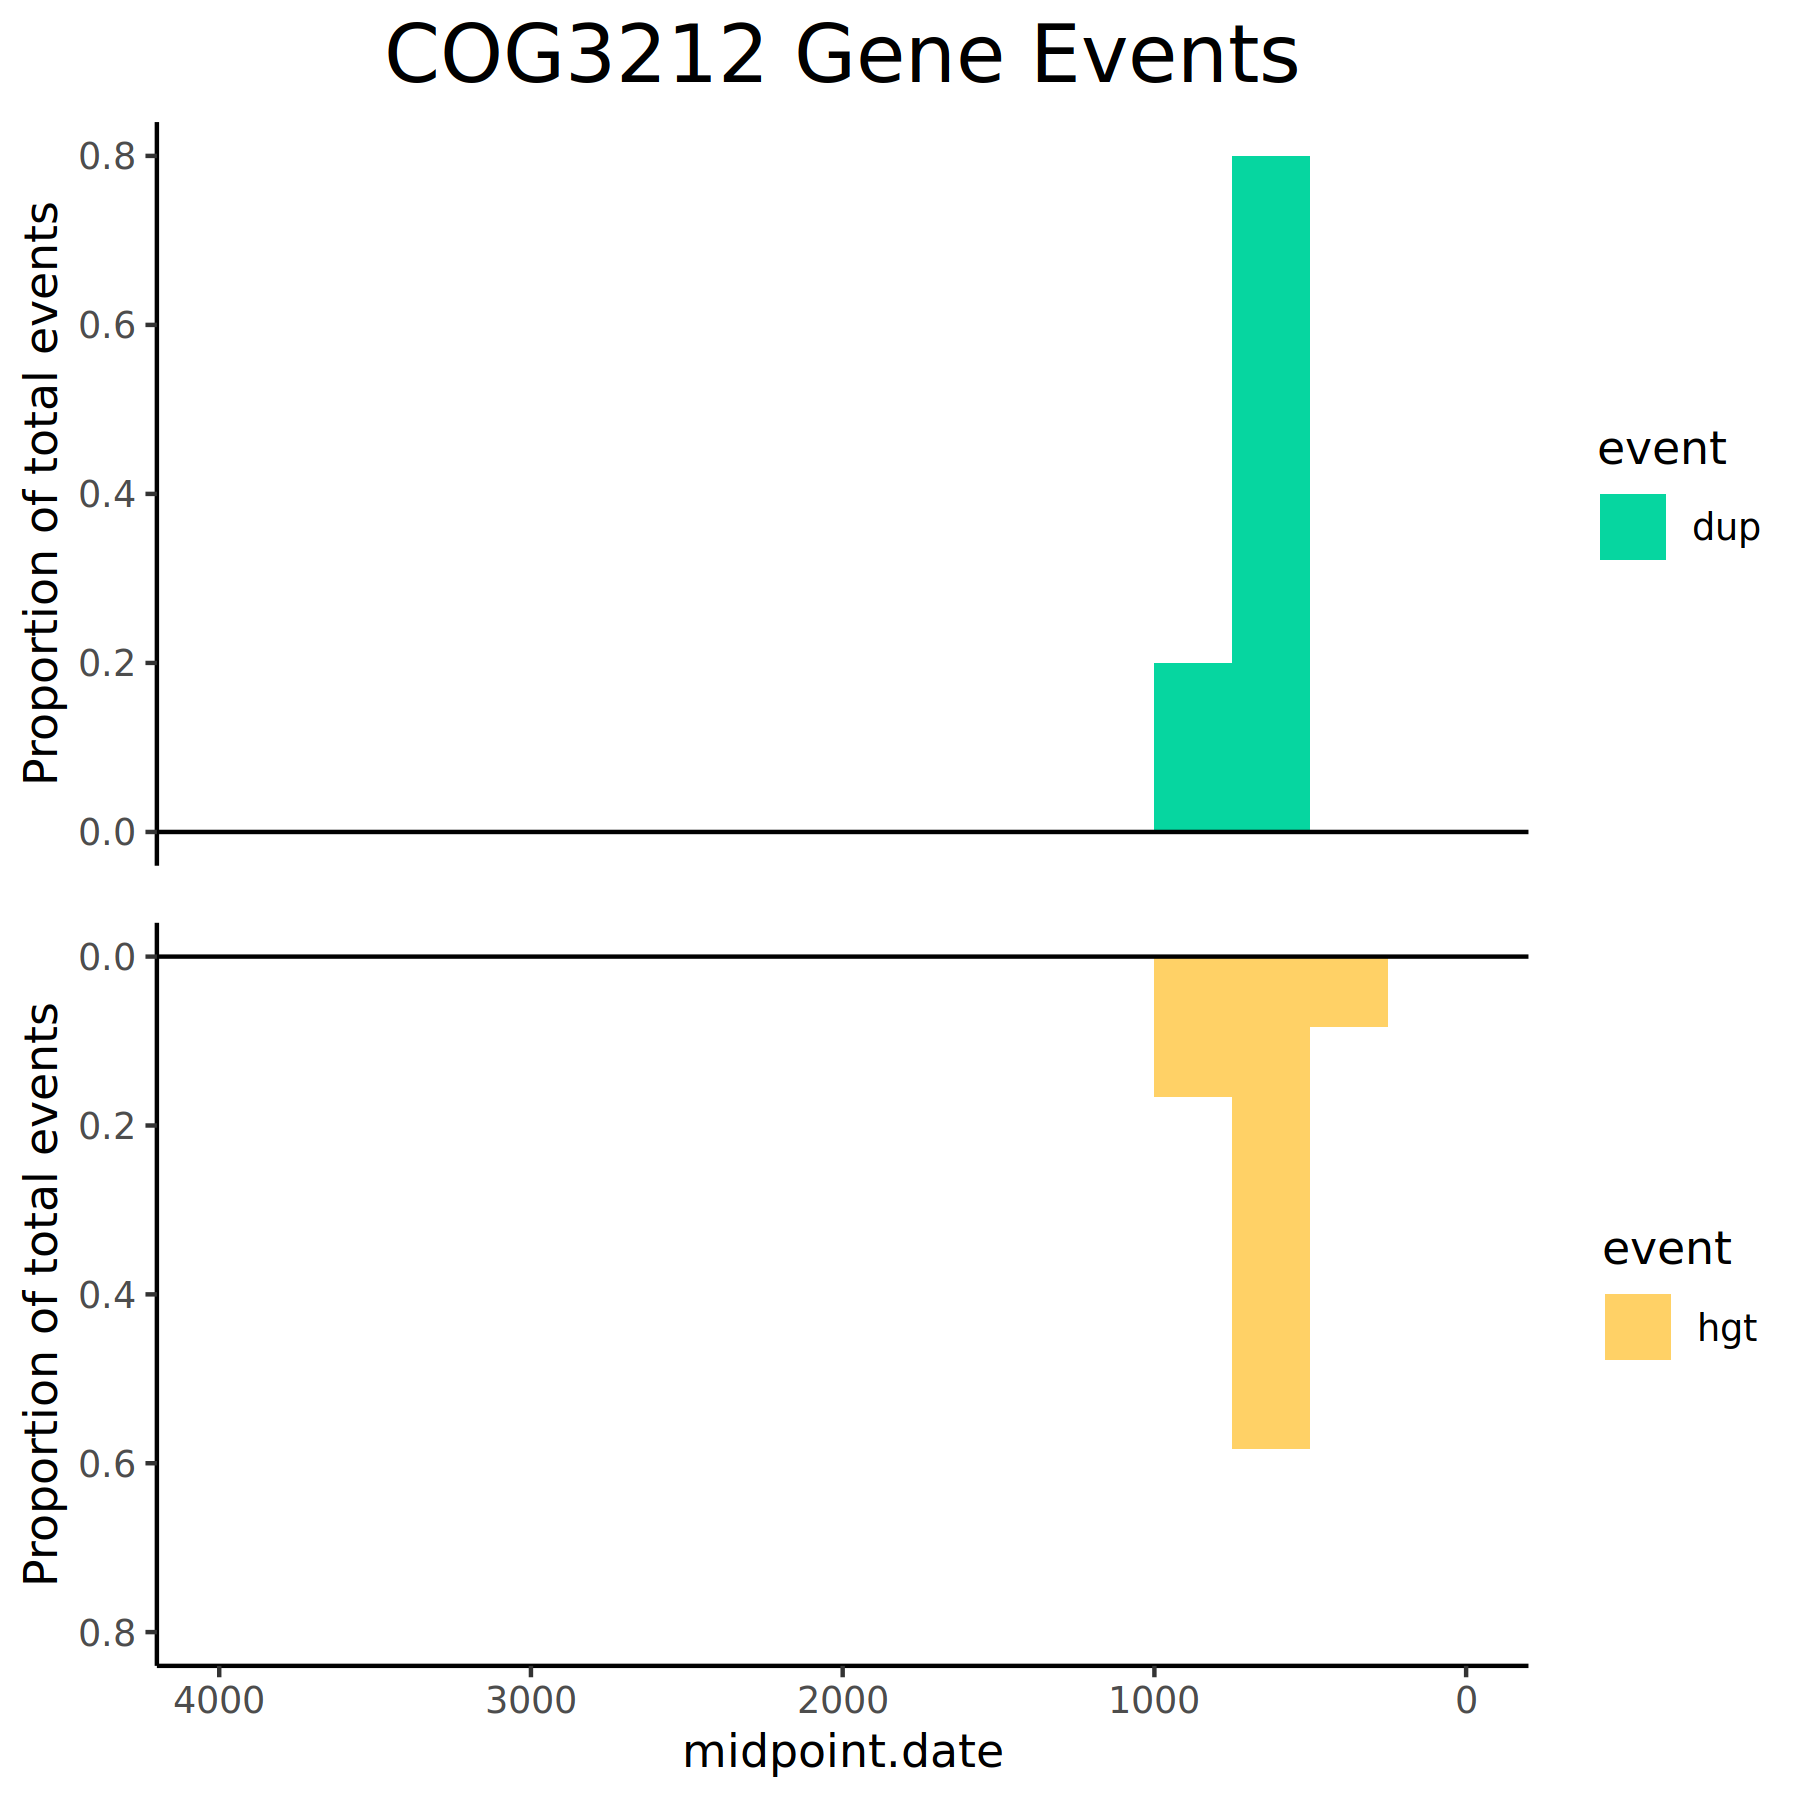 COG3212 Gene Events
Proportion of total events
0.8
0.6
0.4
0.2
0.0
event
dup
Proportion of total events
0.0
0.2
0.4
0.6
0.8
event
hgt
4000 3000 2000 1000 0
midpoint.date